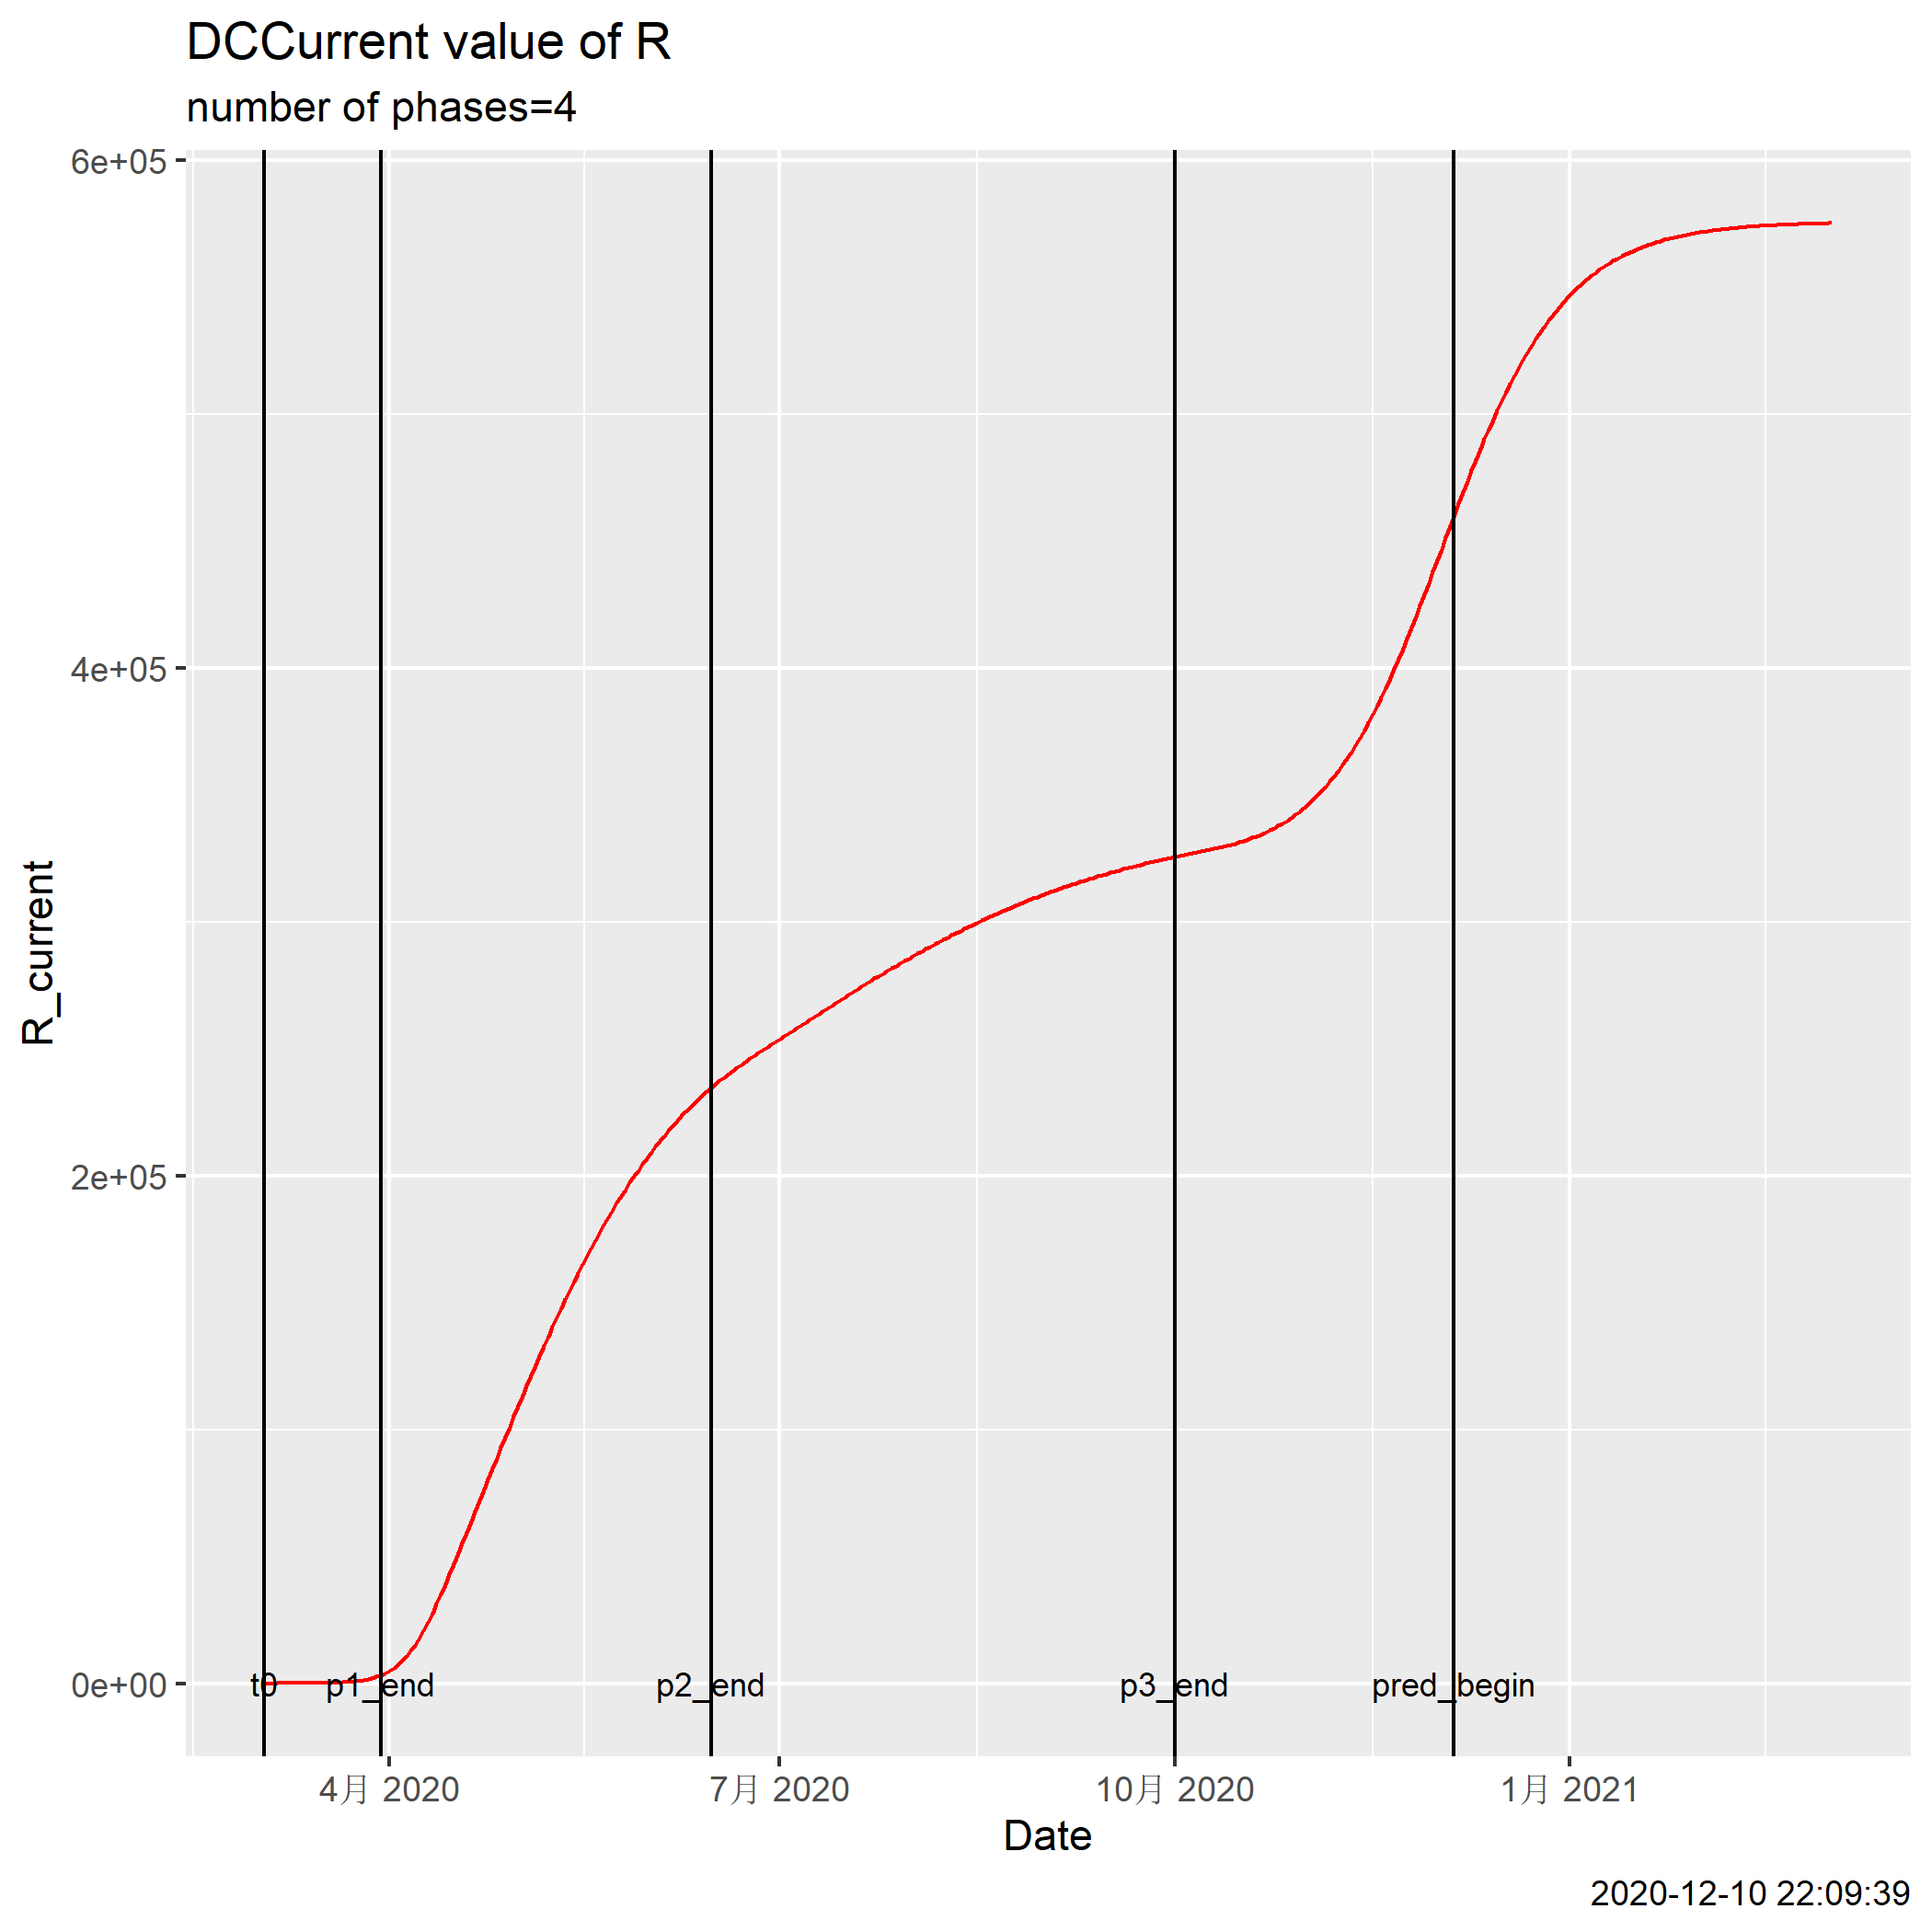 DCCurrent value of R
number of phases=4
6e+05
4e+05
2e+05
0e+00
R_current
t0
p1_end
p2_end
p3_end
pred_begin
4月 2020
7月 2020
10月 2020
1月 2021
Date
2020-12-10 22:09:39